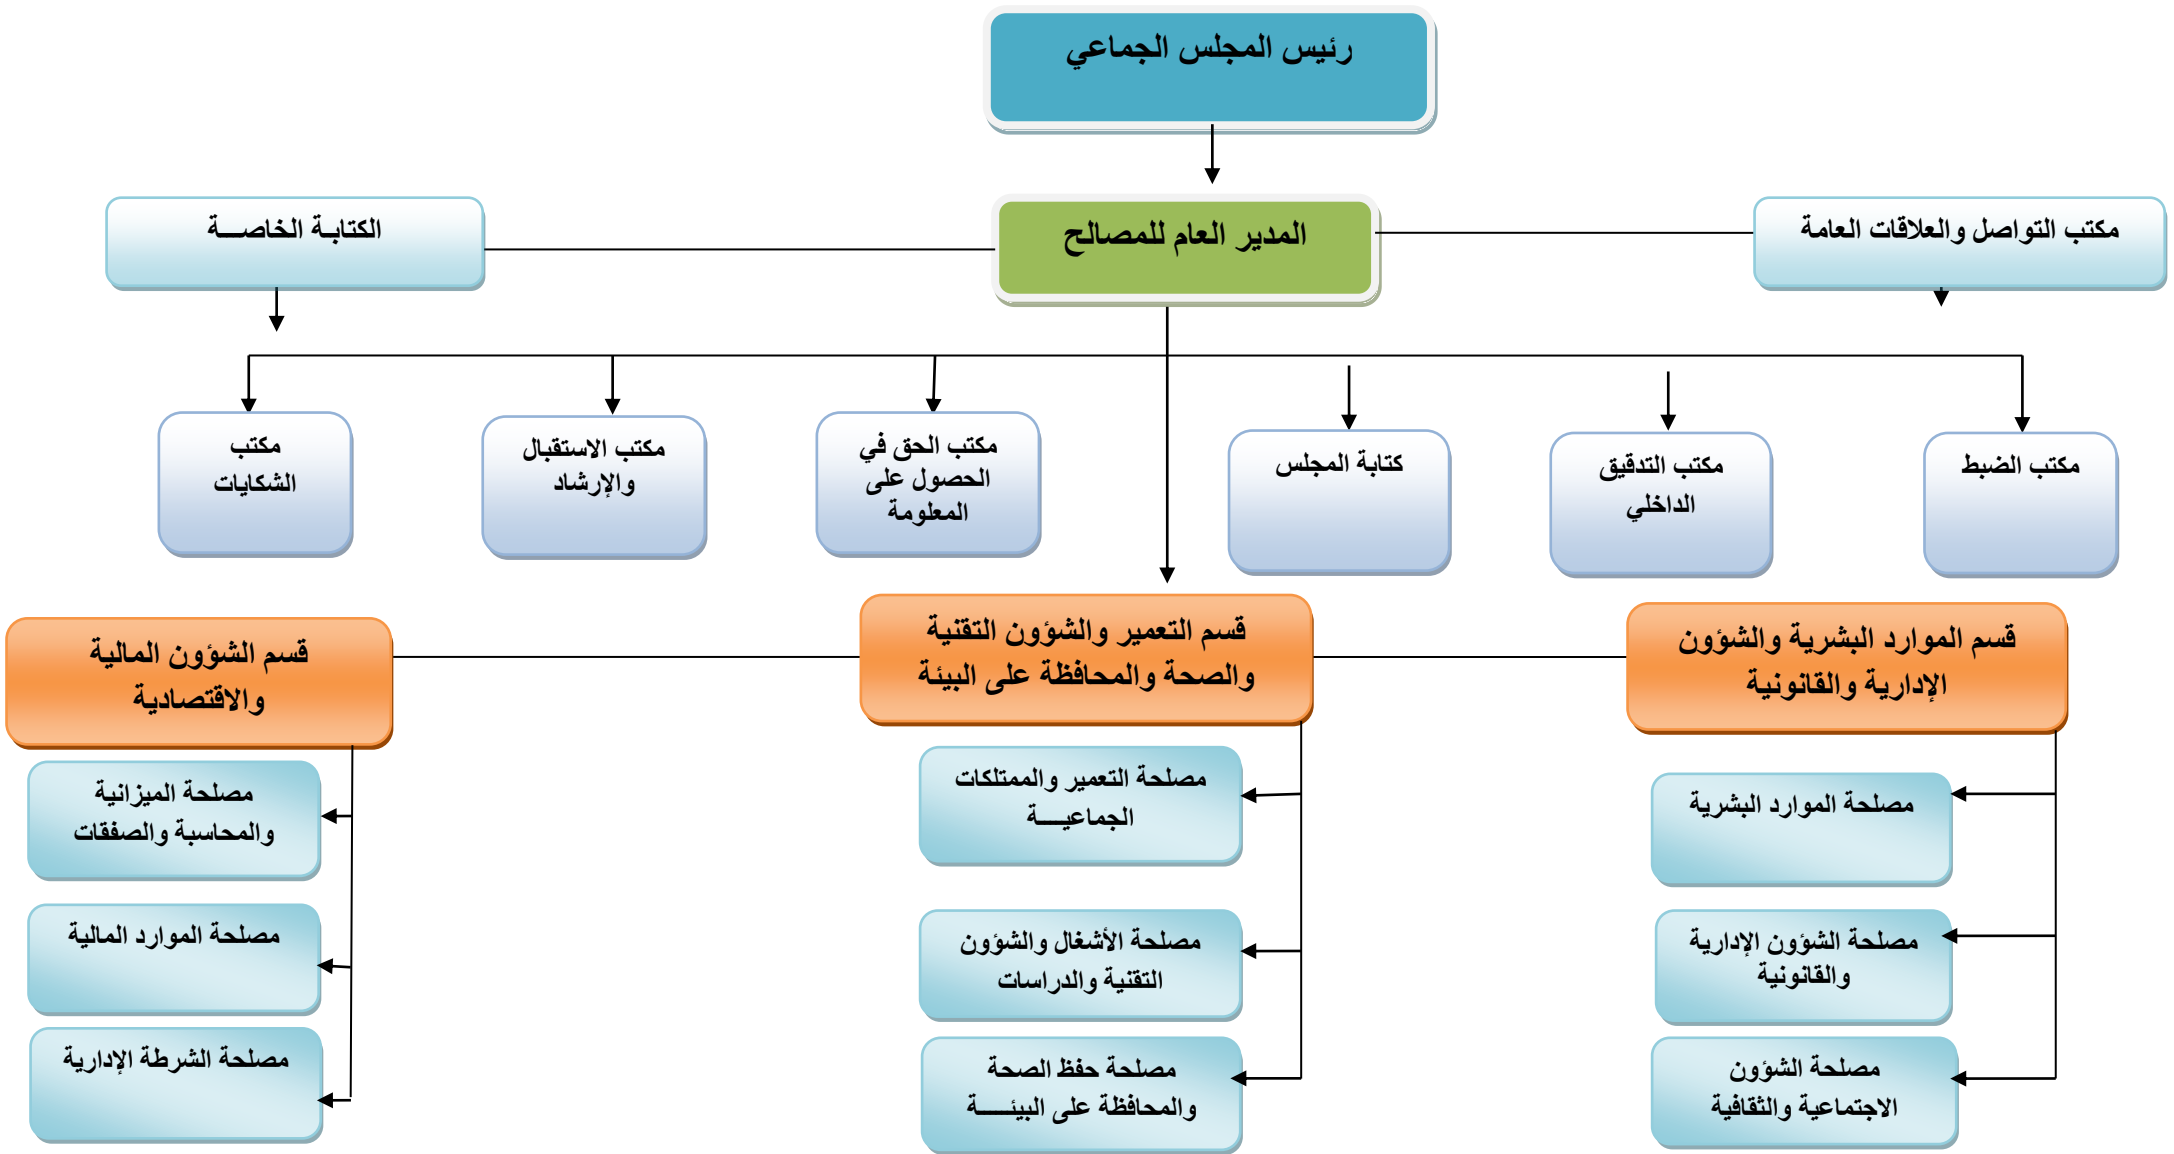 رئيس المجلس الجماعي
مكتب التواصل والعلاقات العامة
المدير العام للمصالح
الكتابـة الخاصـــة
مكتب الضبط
مكتب التدقيق
الداخلي
كتابة المجلس
مكتب الحق في
الحصول على
المعلومة
مكتب الاستقبال
والإرشاد
مكتب
الشكايات
قسم الموارد البشرية والشؤون
الإدارية والقانونية
قسم التعمير والشؤون التقنية
والصحة والمحافظة على البيئة
قسم الشؤون المالية
والاقتصادية
مصلحة الموارد البشرية
مصلحة الشؤون الإدارية
والقانونية
مصلحة الشؤون
الاجتماعية والثقافية
مصلحة التعمير والممتلكات
الجماعيــــة
مصلحة الأشغال والشؤون
التقنية والدراسات
مصلحة حفظ الصحة
والمحافظة على البيئـــــة
مصلحة الميزانية
والمحاسبة والصفقات
مصلحة الموارد المالية
مصلحة الشرطة الإدارية